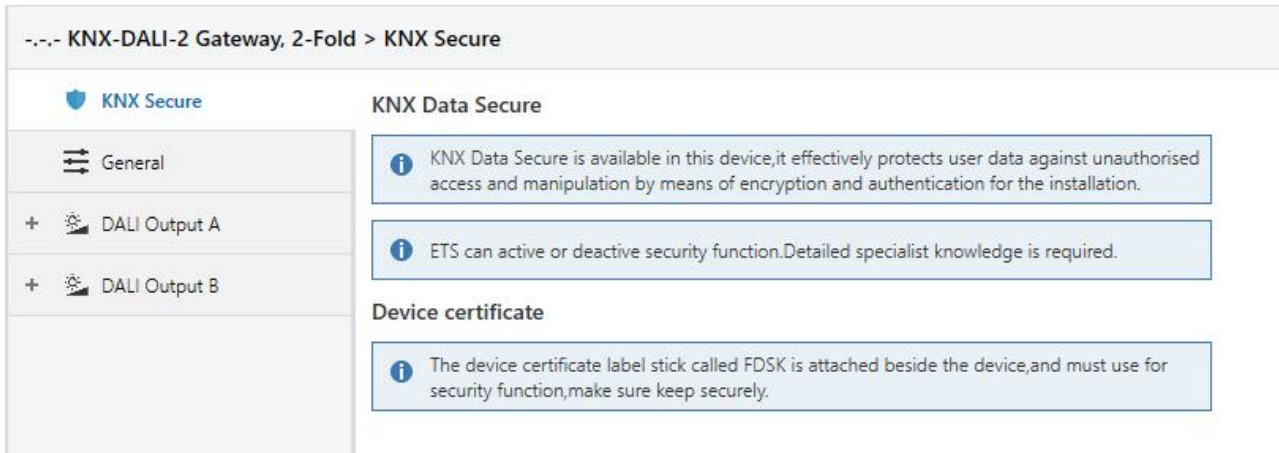 -.-.- KNX-DALI-2 Gateway, 2-Fold > KNX Secure
KNX Secure
General
+ DALI Output A
+ DALI Output B
KNX Data Secure
KNX Data Secure is available in this device,it effectively protects user data against unauthorised
access and manipulation by means of encryption and authentication for the installation.
ETS can active or deactive security function.Detailed specialist knowledge is required.
Device certificate
The device certificate label stick called FDSK is attached beside the device,and must use for
security function,make sure keep securely.